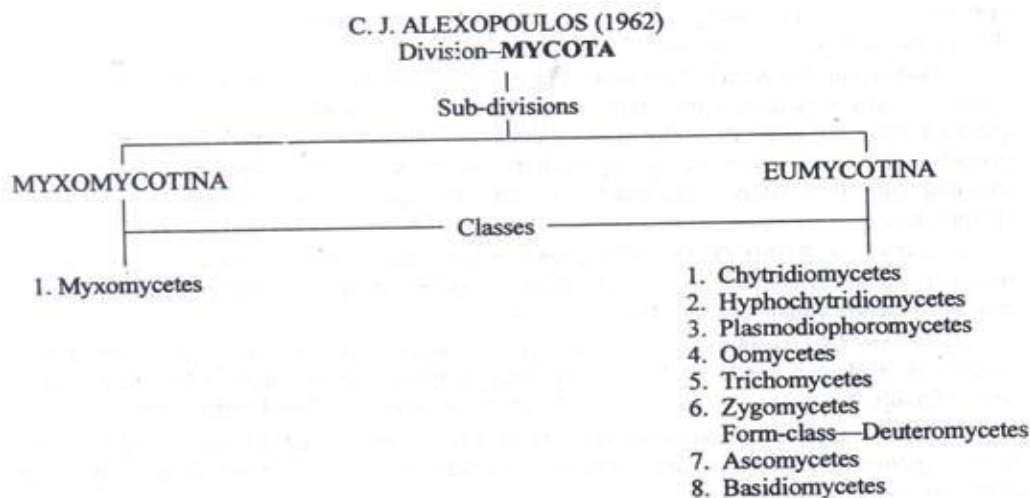 C. J. ALEXOPOULOS (1962)
Division–MYCOTA
Sub-divisions
MYXOMYCOTINA
EUMYCOTINA
Classes
1. Myxomycetes
1. Chytridiomycetes
2. Hyphochytridiomycetes
3. Plasmodiophoromycetes
4. Oomycetes
5. Trichomycetes
6. Zygomycetes
Form-class—Deuteromycetes
7. Ascomycetes
8. Basidiomycetes